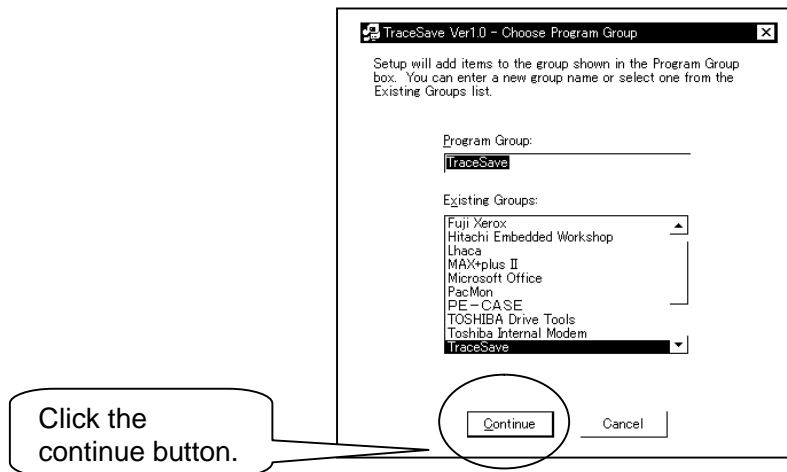 TraceSave Ver1.0 - Choose Program Group
Setup will add items to the group shown in the Program Group
box. You can enter a new group name or select one from the
Existing Groups list.
Program Group:
TraceSave
Existing Groups:
Fuji Xerox
Hitachi Embedded Workshop
Lhaca
MAX+plus Ⅱ
Microsoft Office
PacMon
PE-CASE
TOSHIBA Drive Tools
Toshiba Internal Modem
TraceSave
Continue
Cancel
Click the
continue button.